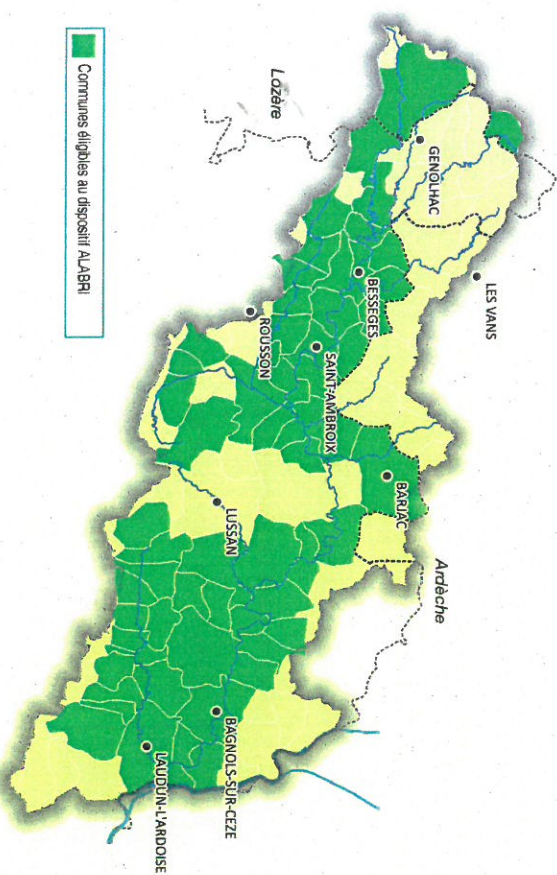 Lozère
GENOLHAC
LES VANS
BESSEGES
ROUSSON
SAINT-AMBROIX
BARJAC
Ardèche
LUSSAN
BAGNOLS-SUR-CEZE
LAUDUN-L'ARDOISE
Communes éligibles au dispositif ALABRI